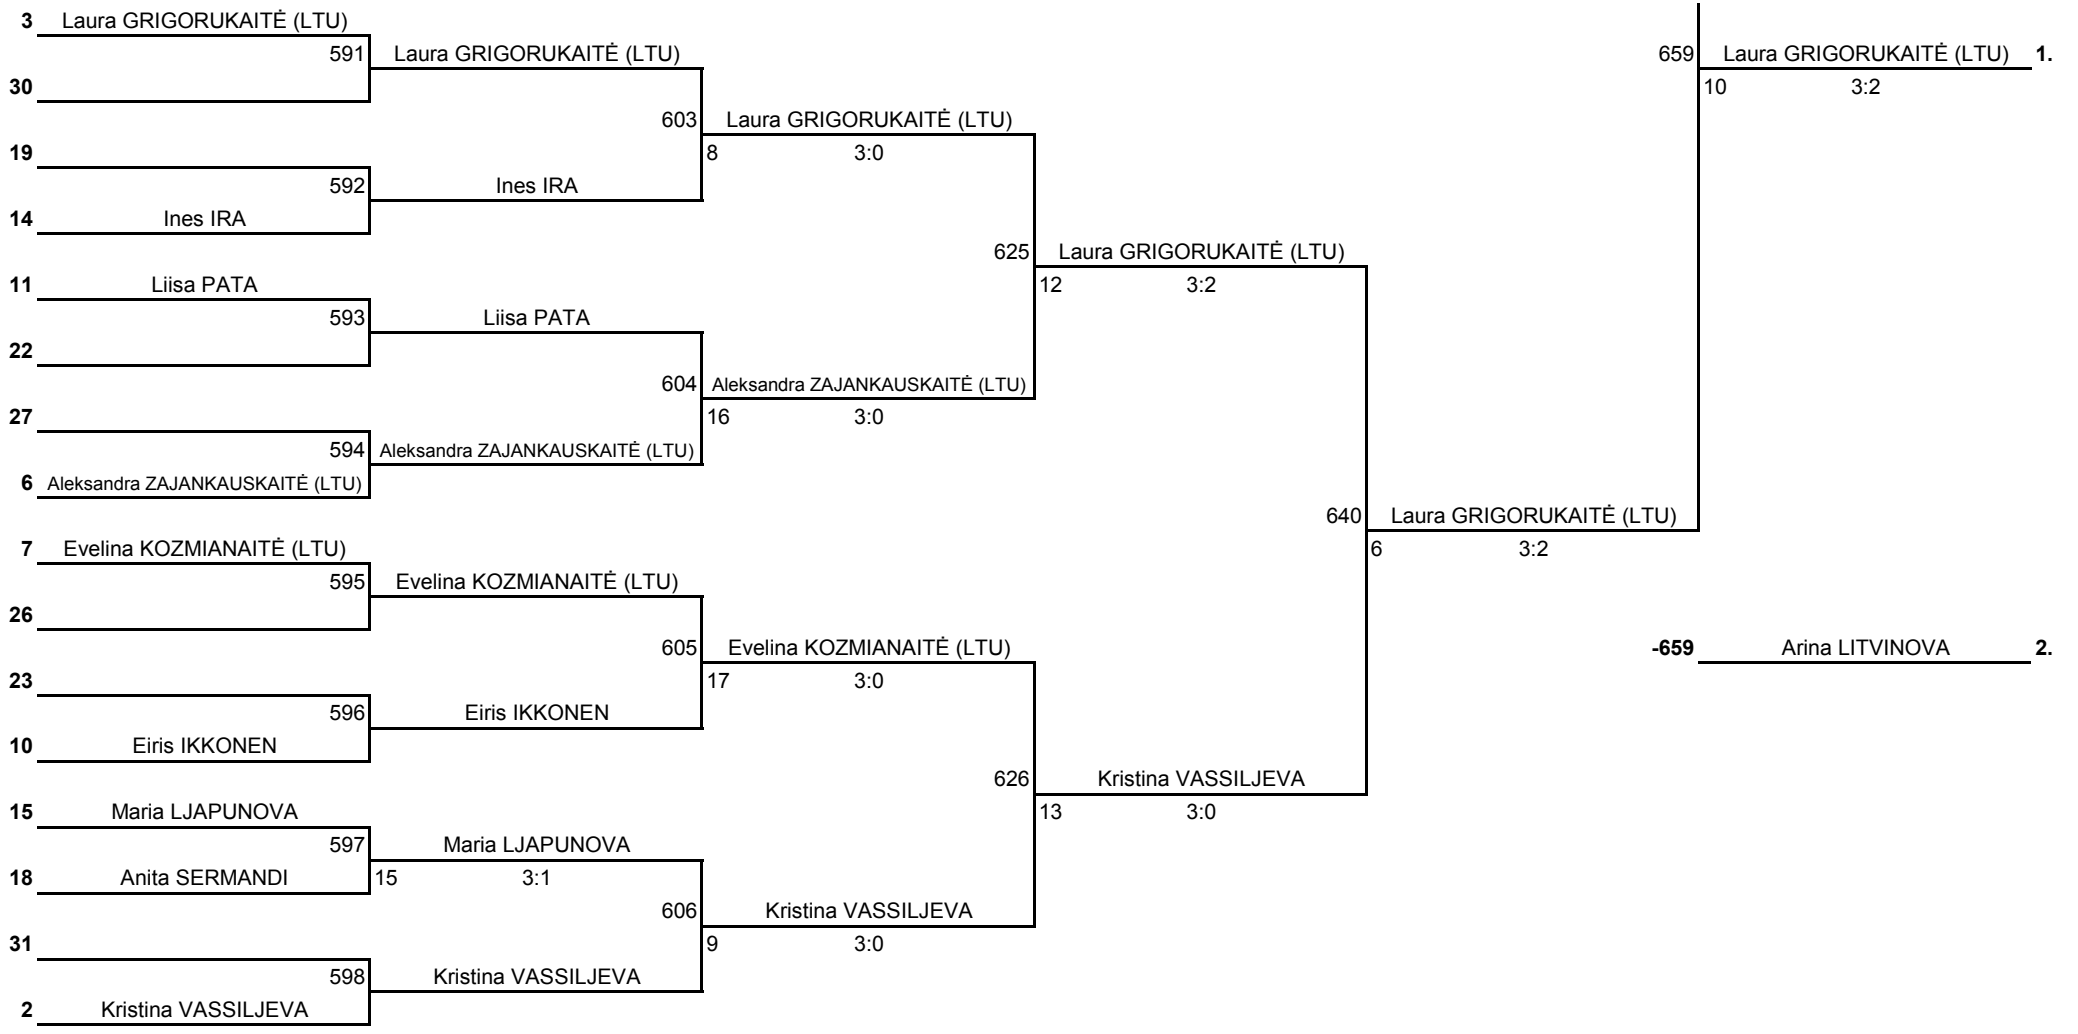 3 Laura GRIGORUKAITĖ (LTU)
591 Laura GRIGORUKAITĖ (LTU)
659 Laura GRIGORUKAITĖ (LTU) 1.
30
10 3:2
603 Laura GRIGORUKAITĖ (LTU)
19
8 3:0
592 Ines IRA
14 Ines IRA
625 Laura GRIGORUKAITĖ (LTU)
11 Liisa PATA
12 3:2
593 Liisa PATA
22
604 Aleksandra ZAJANKAUSKAITĖ (LTU)
27
16 3:0
594 Aleksandra ZAJANKAUSKAITĖ (LTU)
6 Aleksandra ZAJANKAUSKAITĖ (LTU)
640 Laura GRIGORUKAITĖ (LTU)
7 Evelina KOZMIANAITĖ (LTU)
6 3:2
595 Evelina KOZMIANAITĖ (LTU)
26
605 Evelina KOZMIANAITĖ (LTU)
-659 Arina LITVINOVA 2.
23
17 3:0
596 Eiris IKKONEN
10 Eiris IKKONEN
626 Kristina VASSILJEVA
15 Maria LJAPUNOVA
13 3:0
597 Maria LJAPUNOVA
18 Anita SERMANDI
15 3:1
606 Kristina VASSILJEVA
31
9 3:0
598 Kristina VASSILJEVA
2 Kristina VASSILJEVA